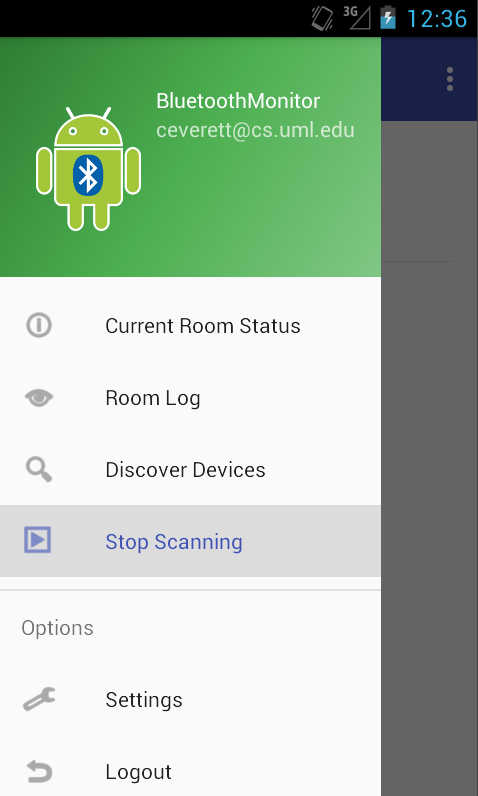 3G 12:36
BluetoothMonitor
ceverett@cs.uml.edu
Current Room Status
Room Log
Discover Devices
Stop Scanning
Options
Settings
Logout